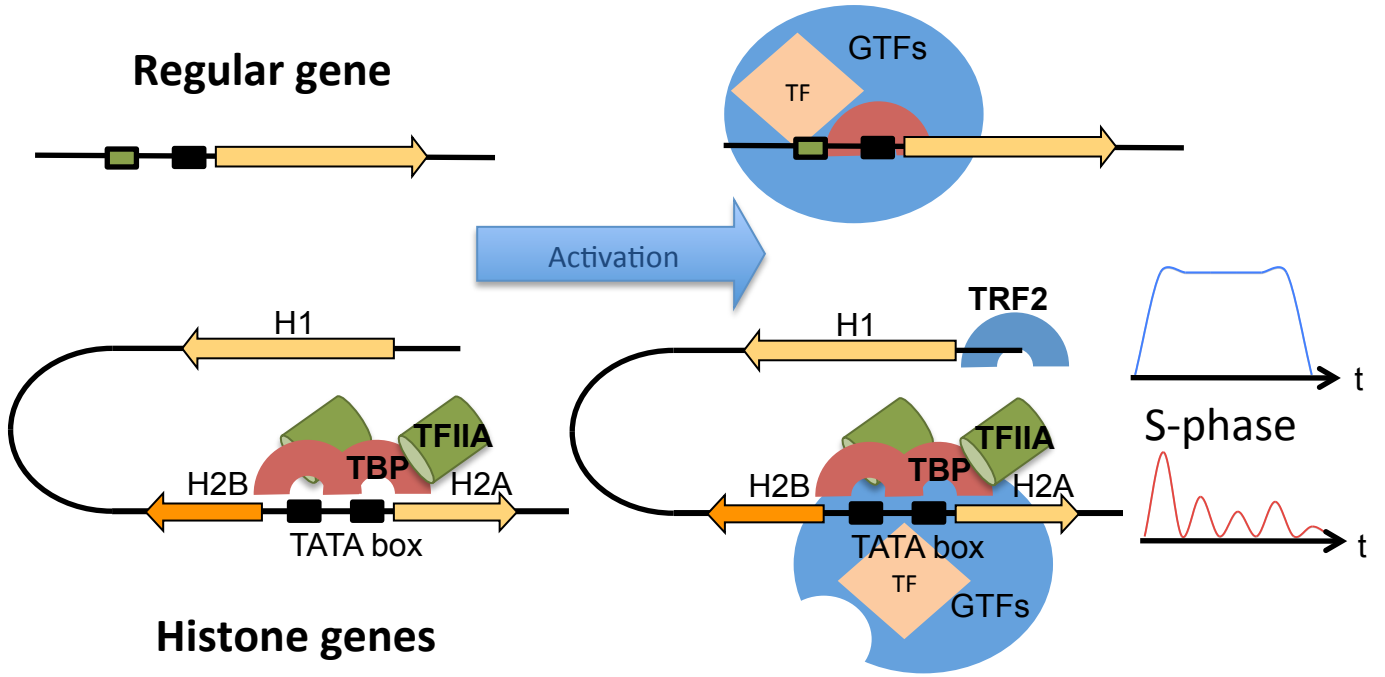 Regular gene
GTFs
TF
Activation
H1
TFIIA
TBP
H2B
H2A
TATA box
Histone genes
TRF2
H1
TFIIA
TBP
H2B
H2A
TATA box
TF
GTFs
t
S-phase
t